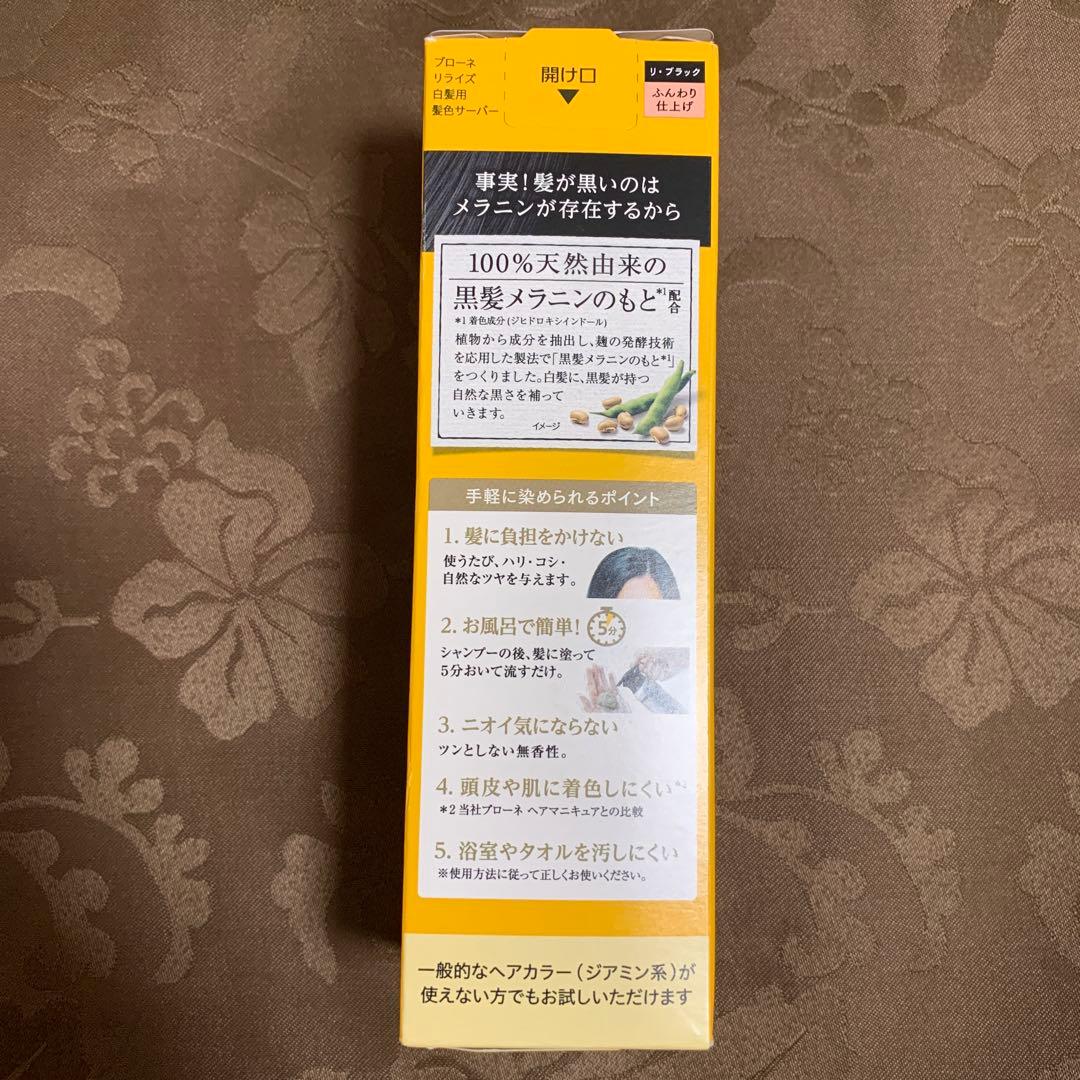 ブローネ
リライズ
白髪用
髪色サーバー
開け口
リ・ブラック
ふんわり
仕上げ
事実！髪が黒いのは
メラニンが存在するから
100%天然由来の
黒髪メラニンのもと*1配合
*1 着色成分(ジヒドロキシインドール)
植物から成分を抽出し、麹の発酵技術
を応用した製法で「黒髪メラニンのもと*1」
をつくりました。白髪に、黒髪が持つ
自然な黒さを補って
いきます。
イメージ
手軽に染められるポイント
1. 髪に負担をかけない
使うたび、ハリ・コシ・
自然なツヤを与えます。
2. お風呂で簡単！
5分
シャンプーの後、髪に塗って
5分おいて流すだけ。
3. ニオイ気にならない
ツンとしない無香性。
4. 頭皮や肌に着色しにくい*2
*2 当社ブローネ ヘアマニキュアとの比較
5. 浴室やタオルを汚しにくい
※使用方法に従って正しくお使いください。
一般的なヘアカラー（ジアミン系）が
使えない方でもお試しいただけます